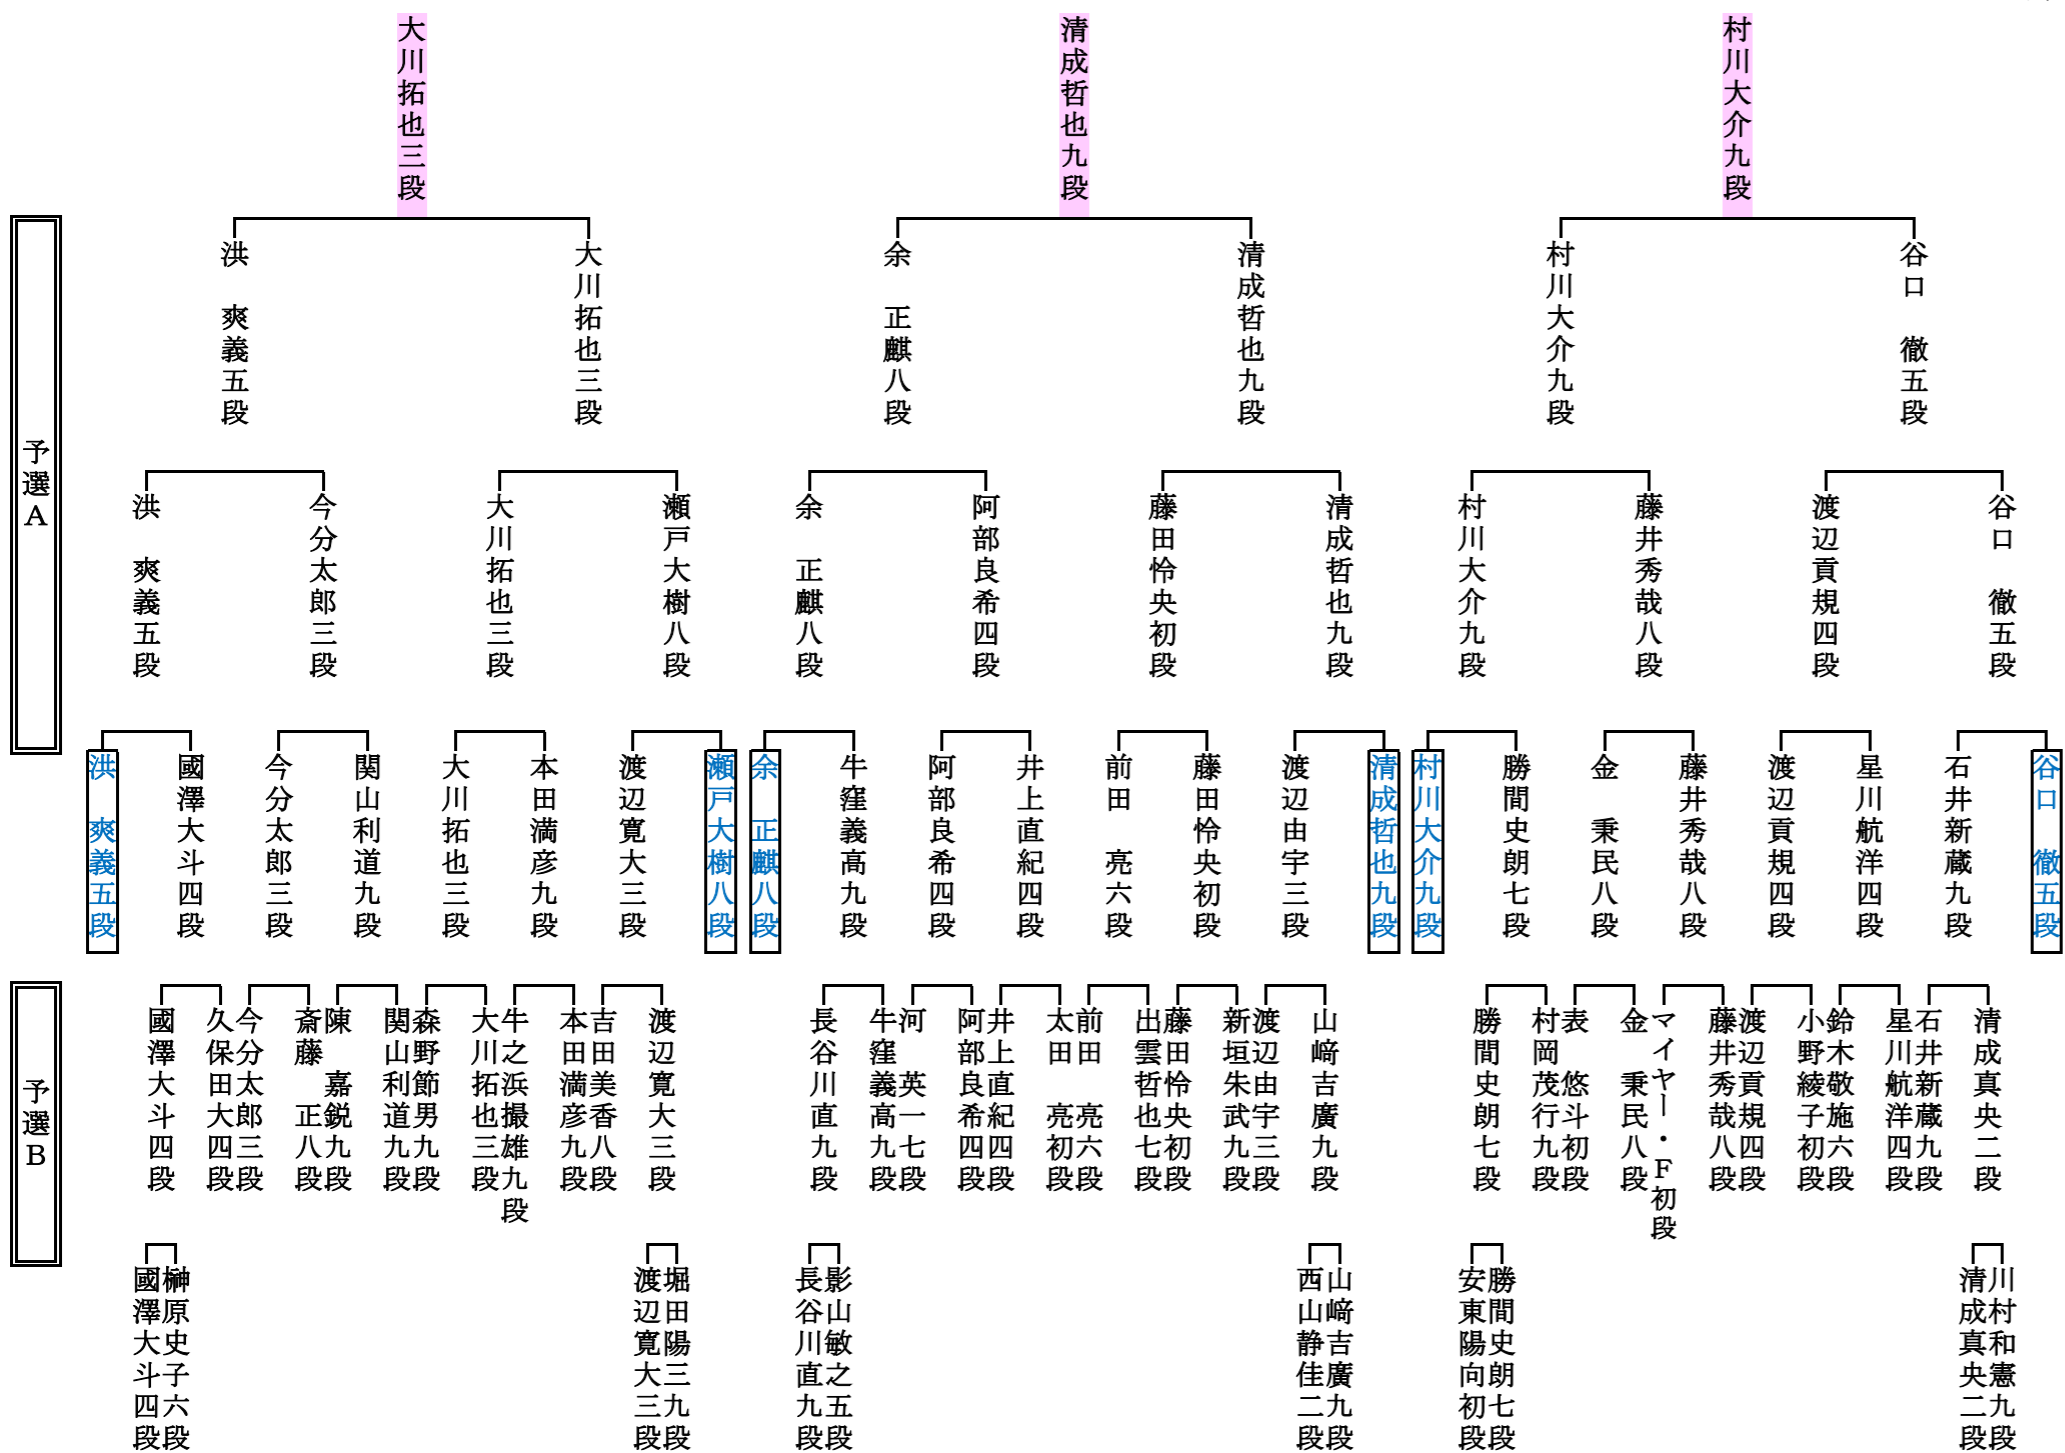 大川拓也三段
清成哲也九段
村川大介九段
予選A
洪　爽義五段
大川拓也三段
余　正麒八段
清成哲也九段
村川大介九段
谷口　徹五段
洪　爽義五段
今分太郎三段
大川拓也三段
瀬戸大樹八段
余　正麒八段
阿部良希四段
藤田怜央初段
清成哲也九段
村川大介九段
藤井秀哉八段
渡辺貢規四段
谷口　徹五段
洪　爽義五段
國澤大斗四段
今分太郎三段
関山利道九段
大川拓也三段
本田満彦九段
渡辺寛大三段
瀬戸大樹八段
余　正麒八段
牛窪義高九段
阿部良希四段
井上直紀四段
前田　亮六段
藤田怜央初段
渡辺由宇三段
清成哲也九段
村川大介九段
勝間史朗七段
金　秉民八段
藤井秀哉八段
渡辺貢規四段
星川航洋四段
石井新蔵九段
谷口　徹五段
予選B
國澤大斗四段
久保田大四段
今分太郎三段
斎藤　正八段
陳　嘉鋭九段
関山利道九段
森野節男九段
大川拓也三段
牛之浜撮雄九段
本田満彦九段
吉田美香八段
渡辺寛大三段
長谷川直九段
牛窪義高九段
河　英一七段
阿部良希四段
井上直紀四段
太田　亮初段
前田　亮六段
出雲哲也七段
藤田怜央初段
新垣朱武九段
渡辺由宇三段
山﨑吉廣九段
勝間史朗七段
村岡茂行九段
表　悠斗初段
金　秉民八段
マイヤー・F初段
藤井秀哉八段
渡辺貢規四段
小野綾子初段
鈴木敬施六段
星川航洋四段
石井新蔵九段
清成真央二段
國澤大斗四段
榊原史子六段
渡辺寛大三段
堀田陽三九段
長谷川直九段
影山敏之五段
西山静佳二段
山﨑吉廣九段
安東陽向初段
勝間史朗七段
清成真央二段
川村和憲九段